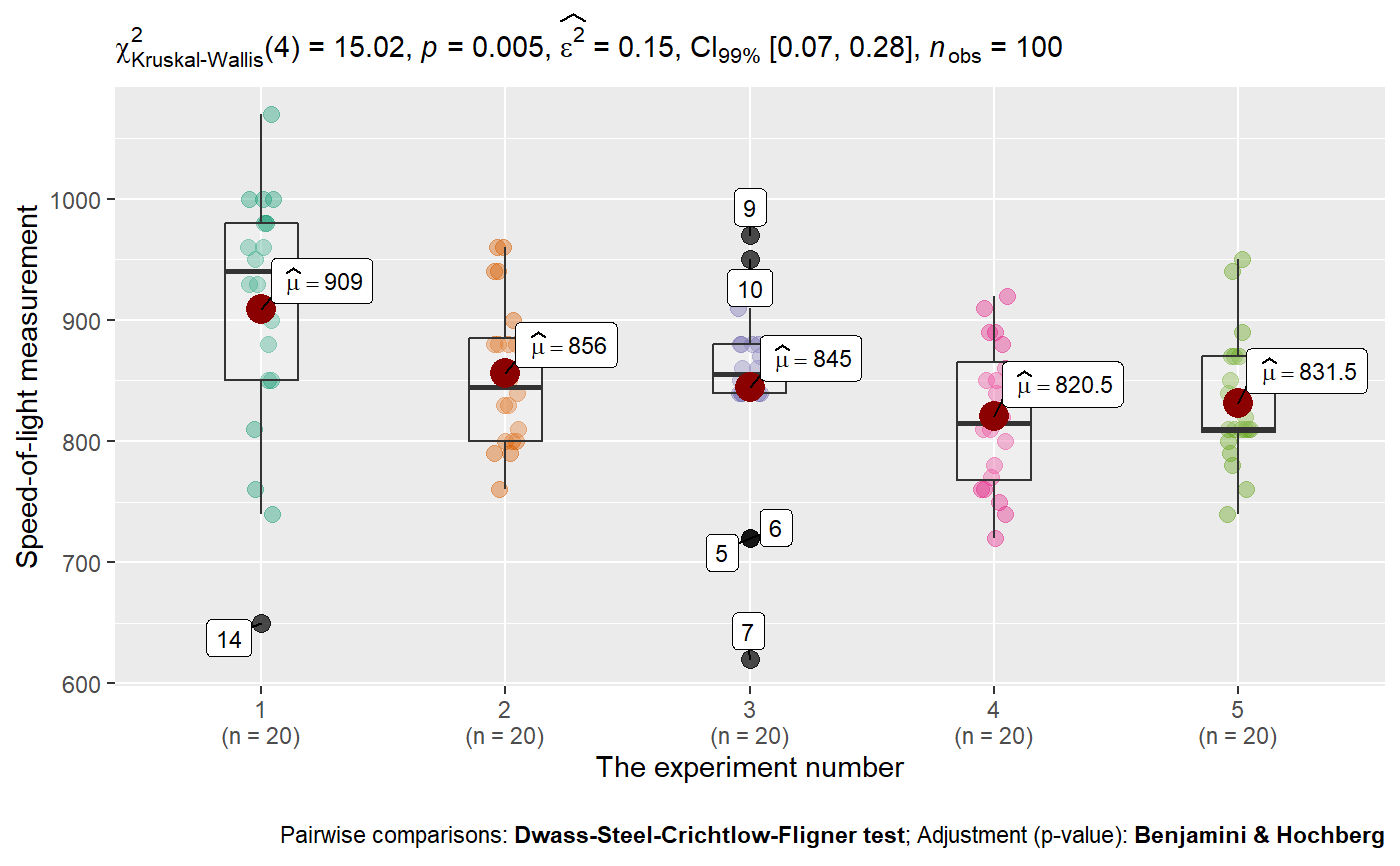 χ²Kruskal-Wallis(4) = 15.02, p = 0.005, ε̂² = 0.15, CI99% [0.07, 0.28], nobs = 100
Speed-of-light measurement
1000
900
800
700
600
μ̂ = 909
μ̂ = 856
μ̂ = 845
μ̂ = 820.5
μ̂ = 831.5
9
10
6
5
7
14
1 2 3 4 5
(n = 20) (n = 20) (n = 20) (n = 20) (n = 20)
The experiment number
Pairwise comparisons: Dwass-Steel-Crichtlow-Fligner test; Adjustment (p-value): Benjamini & Hochberg